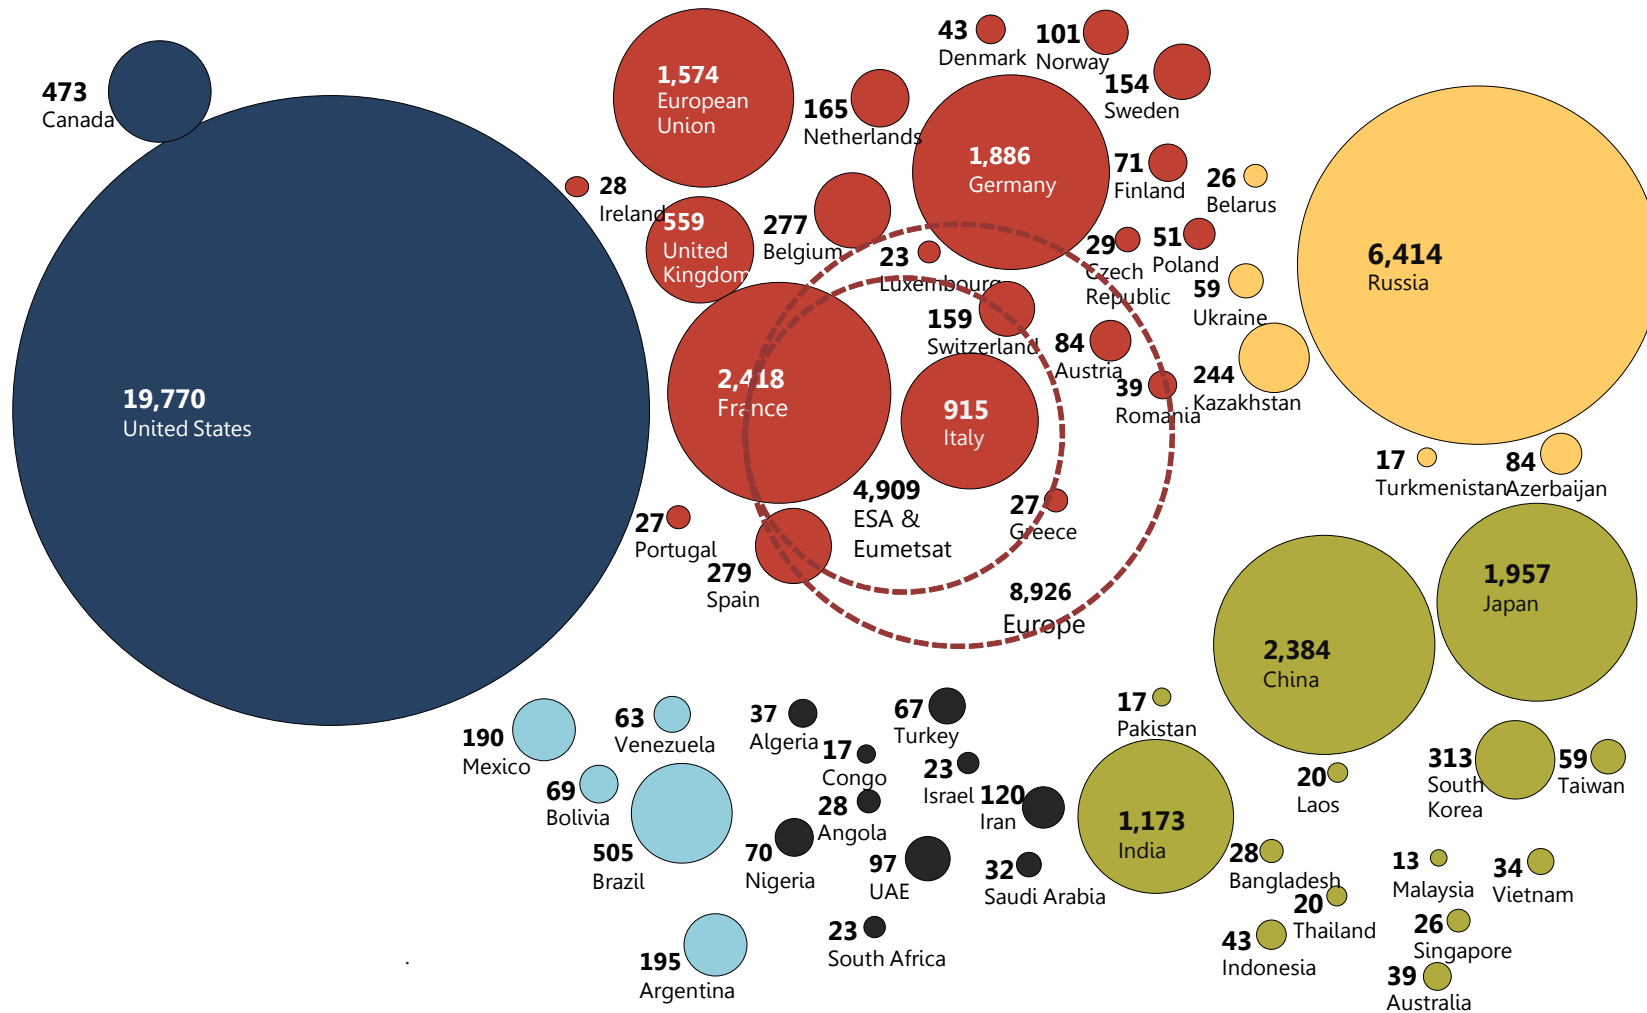 473
Canada
19,770
United States
1,574
European
Union
165
Netherlands
43
Denmark
101
Norway
154
Sweden
1,886
Germany
71
Finland
26
Belarus
6,414
Russia
28
Ireland
559
United
Kingdom
277
Belgium
23
Luxembourg
29
Czech
Republic
51
Poland
59
Ukraine
159
Switzerland
84
Austria
39
Romania
244
Kazakhstan
2,418
France
915
Italy
17
Turkmenistan
84
Azerbaijan
4,909
ESA &
Eumetsat
27
Greece
27
Portugal
279
Spain
8,926
Europe
1,957
Japan
2,384
China
190
Mexico
63
Venezuela
69
Bolivia
505
Brazil
195
Argentina
37
Algeria
17
Congo
28
Angola
70
Nigeria
67
Turkey
23
Israel
120
Iran
97
UAE
32
Saudi Arabia
23
South Africa
17
Pakistan
1,173
India
20
Laos
313
South
Korea
59
Taiwan
28
Bangladesh
20
Thailand
43
Indonesia
13
Malaysia
34
Vietnam
26
Singapore
39
Australia